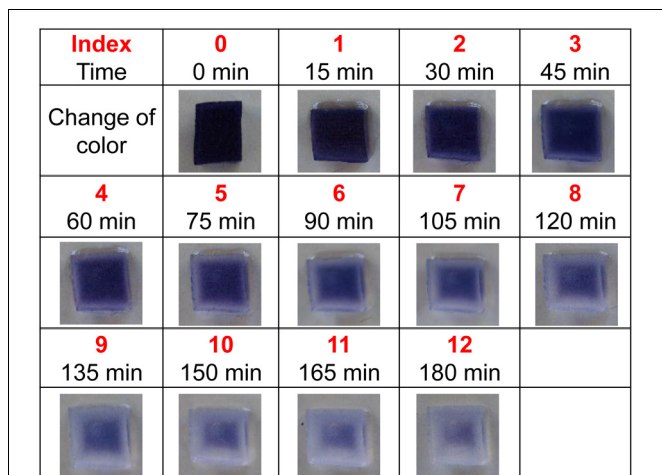 Index 0 1 2 3
Time 0 min 15 min 30 min 45 min
Change of
color
4 5 6 7 8
60 min 75 min 90 min 105 min 120 min
9 10 11 12
135 min 150 min 165 min 180 min